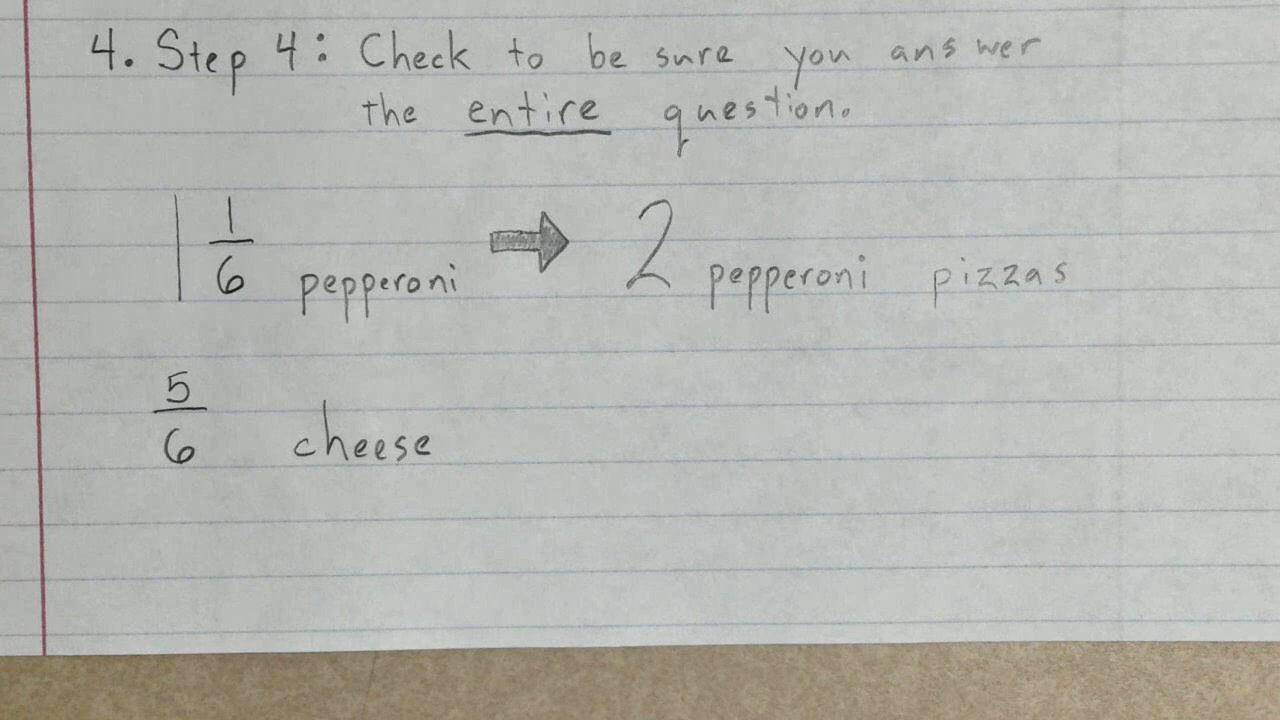 4. Step 4: Check to be sure you answer
the entire question.
1 1/6 pepperoni ➡ 2 pepperoni pizzas
5/6 cheese